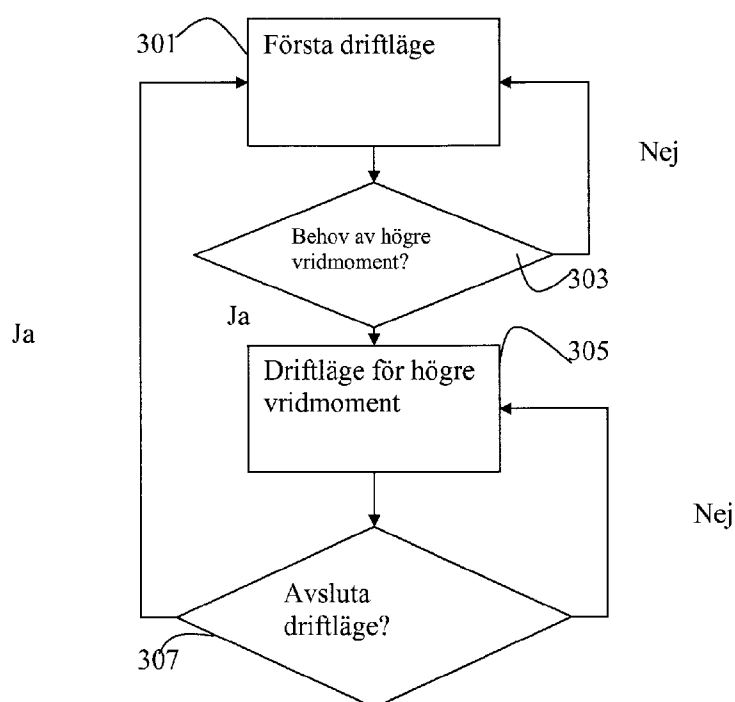 301
Första driftläge
Nej
Behov av högre
vridmoment?
303
Ja
Ja
305
Driftläge för högre
vridmoment
Nej
Avsluta
driftläge?
307